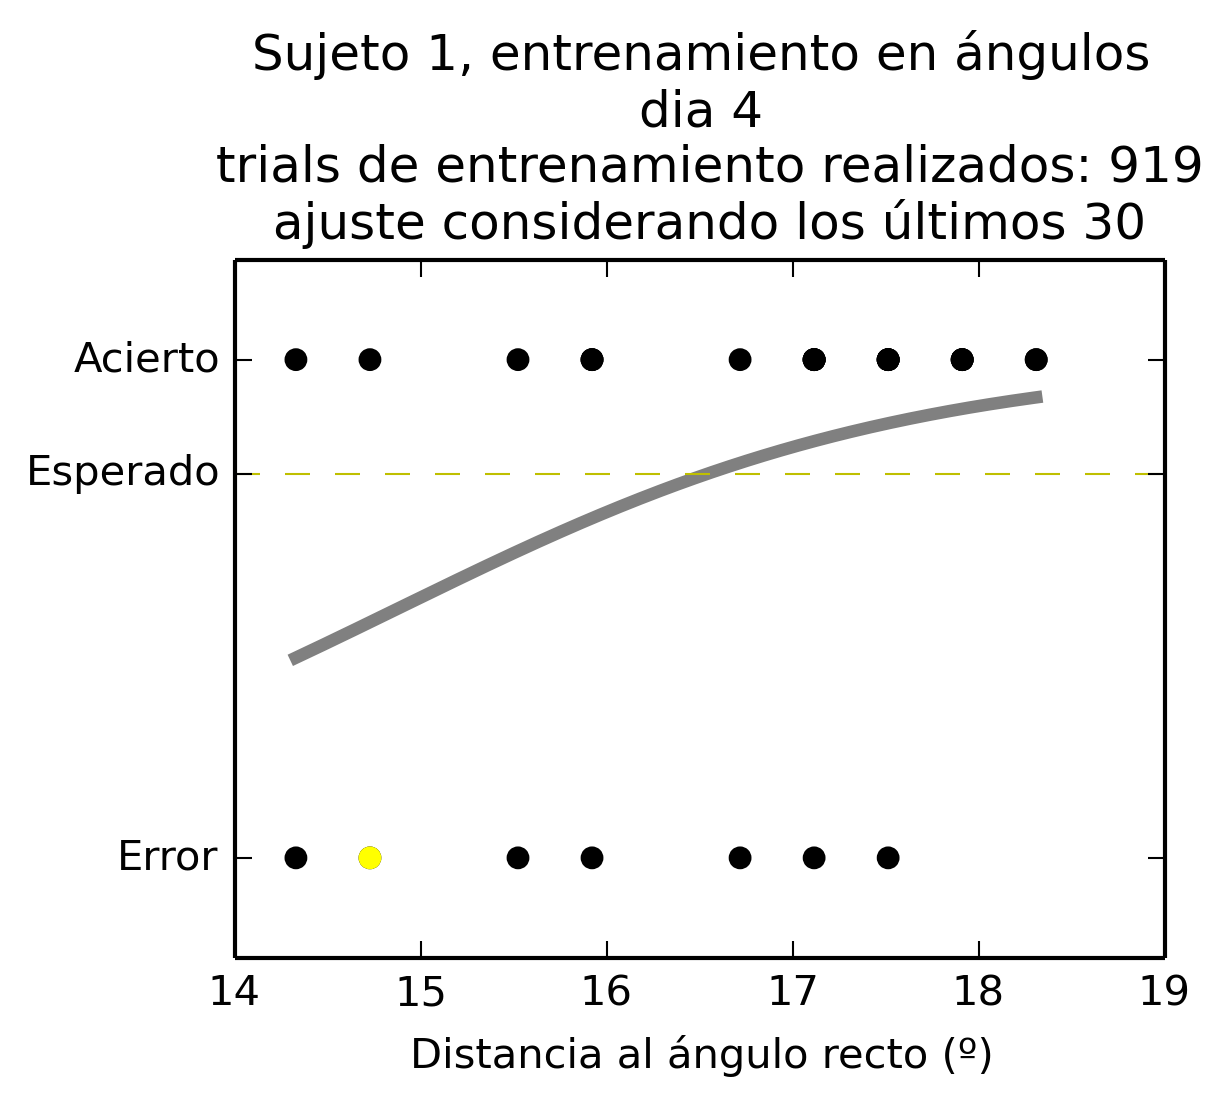 Sujeto 1, entrenamiento en ángulos
dia 4
trials de entrenamiento realizados: 919
ajuste considerando los últimos 30
Acierto
Esperado
Error
14 15 16 17 18 19
Distancia al ángulo recto (º)